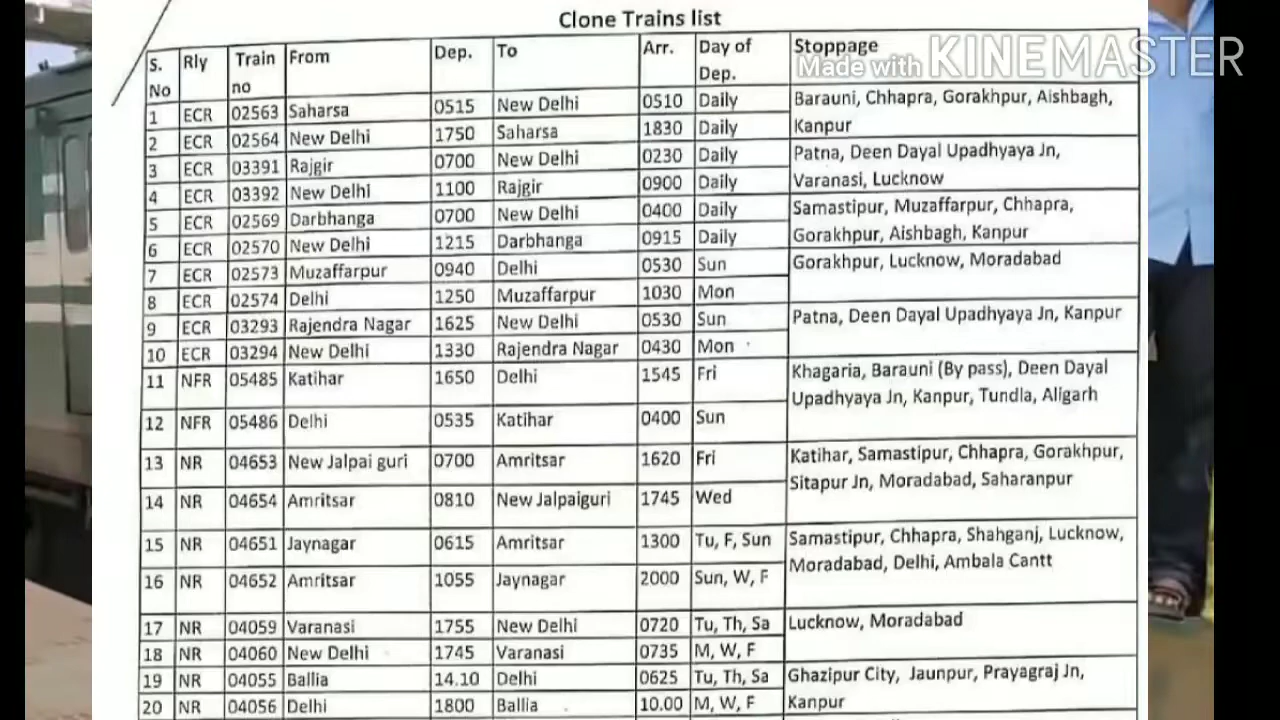 Clone Trains list
Made with KINEMASTER
S. No Rly Train no From Dep. To Arr. Day of Dep. Stoppage
1 ECR 02563 Saharsa 0515 New Delhi 0510 Daily Barauni, Chhapra, Gorakhpur, Aishbagh,
2 ECR 02564 New Delhi 1750 Saharsa 1830 Daily Kanpur
3 ECR 03391 Rajgir 0700 New Delhi 0230 Daily Patna, Deen Dayal Upadhyaya Jn,
4 ECR 03392 New Delhi 1100 Rajgir 0900 Daily Varanasi, Lucknow
5 ECR 02569 Darbhanga 0700 New Delhi 0400 Daily Samastipur, Muzaffarpur, Chhapra,
6 ECR 02570 New Delhi 1215 Darbhanga 0915 Daily Gorakhpur, Aishbagh, Kanpur
7 ECR 02573 Muzaffarpur 0940 Delhi 0530 Sun Gorakhpur, Lucknow, Moradabad
8 ECR 02574 Delhi 1250 Muzaffarpur 1030 Mon
9 ECR 03293 Rajendra Nagar 1625 New Delhi 0530 Sun Patna, Deen Dayal Upadhyaya Jn, Kanpur
10 ECR 03294 New Delhi 1330 Rajendra Nagar 0430 Mon
11 NFR 05485 Katihar 1650 Delhi 1545 Fri Khagaria, Barauni (By pass), Deen Dayal
Upadhyaya Jn, Kanpur, Tundla, Aligarh
12 NFR 05486 Delhi 0535 Katihar 0400 Sun
13 NR 04653 New Jalpai guri 0700 Amritsar 1620 Fri Katihar, Samastipur, Chhapra, Gorakhpur,
Sitapur Jn, Moradabad, Saharanpur
14 NR 04654 Amritsar 0810 New Jalpaiguri 1745 Wed
15 NR 04651 Jaynagar 0615 Amritsar 1300 Tu, F, Sun Samastipur, Chhapra, Shahganj, Lucknow,
Moradabad, Delhi, Ambala Cantt
16 NR 04652 Amritsar 1055 Jaynagar 2000 Sun, W, F
17 NR 04059 Varanasi 1755 New Delhi 0720 Tu, Th, Sa Lucknow, Moradabad
18 NR 04060 New Delhi 1745 Varanasi 0735 M, W, F
19 NR 04055 Ballia 14.10 Delhi 0625 Tu, Th, Sa Ghazipur City, Jaunpur, Prayagraj Jn,
20 NR 04056 Delhi 1800 Ballia 10.00 M, W, F Kanpur